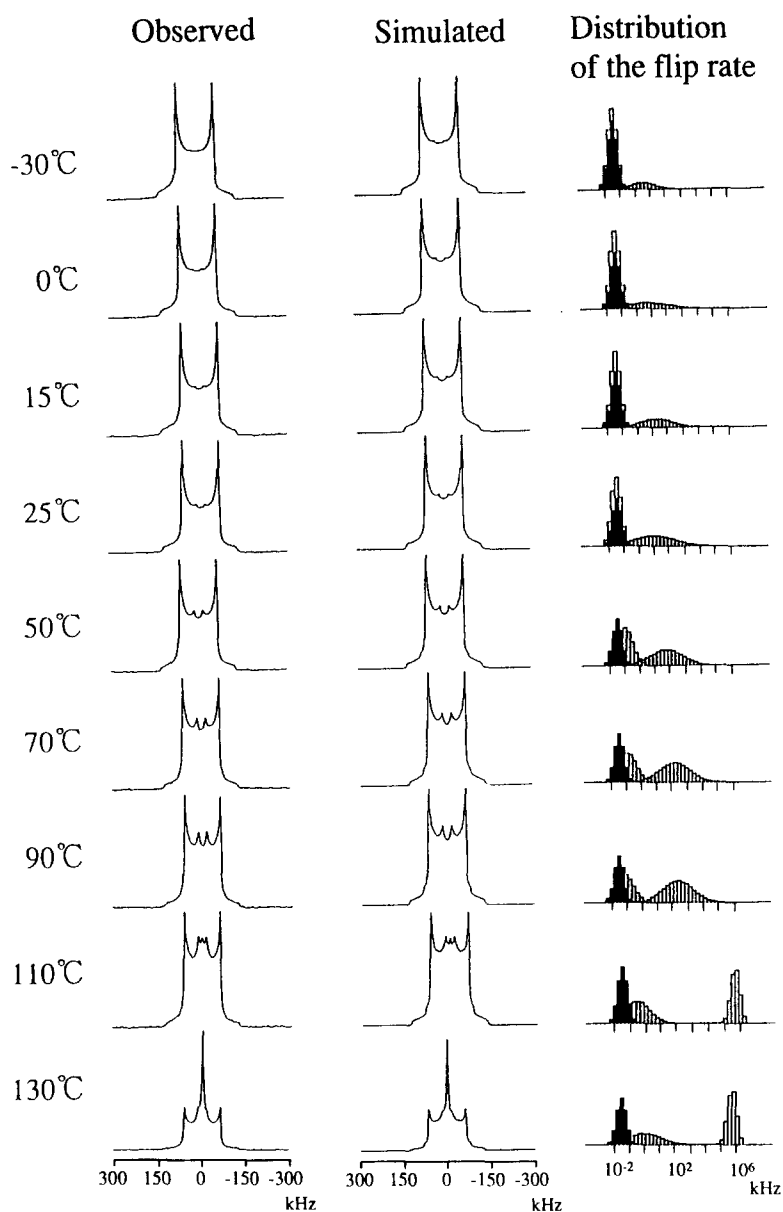 Observed Simulated Distribution
of the flip rate
-30℃
0℃
15℃
25℃
50℃
70℃
90℃
110℃
130℃
300 150 0 -150 -300 300 150 0 -150 -300 10⁻² 10² 10⁶
kHz kHz kHz